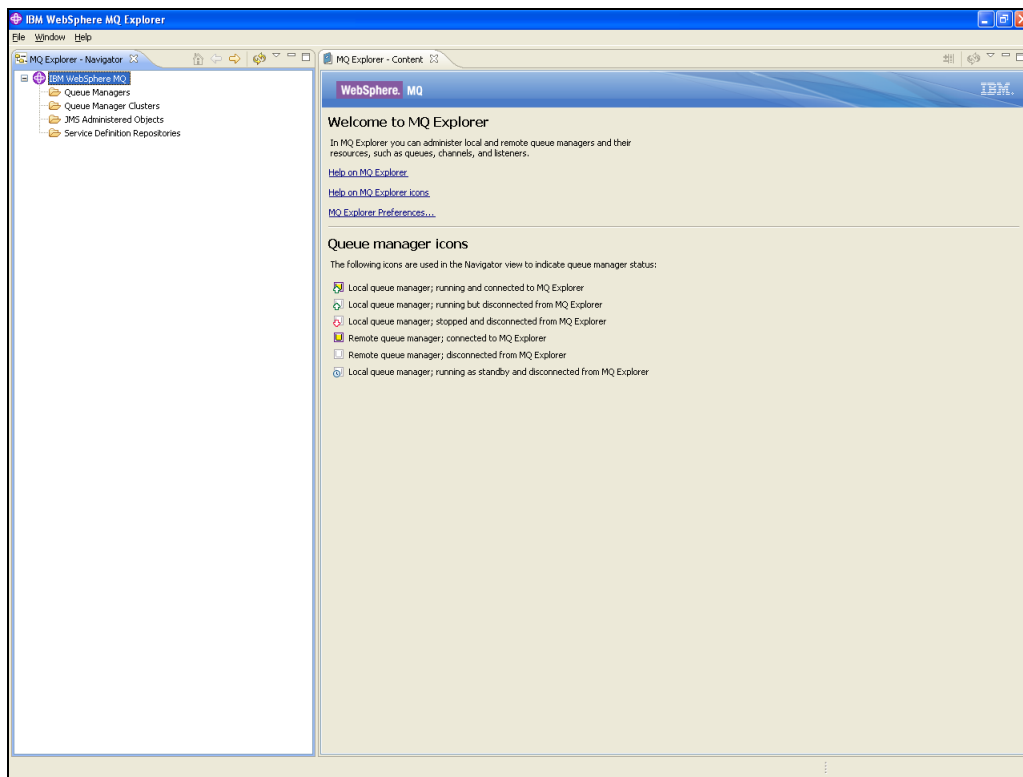 IBM WebSphere MQ Explorer
File Window Help
MQ Explorer - Navigator
IBM WebSphere MQ
Queue Managers
Queue Manager Clusters
JMS Administered Objects
Service Definition Repositories
MQ Explorer - Content
WebSphere. MQ
IBM.
Welcome to MQ Explorer
In MQ Explorer you can administer local and remote queue managers and their
resources, such as queues, channels, and listeners.
Help on MQ Explorer
Help on MQ Explorer icons
MQ Explorer Preferences...
Queue manager icons
The following icons are used in the Navigator view to indicate queue manager status:
Local queue manager; running and connected to MQ Explorer
Local queue manager; running but disconnected from MQ Explorer
Local queue manager; stopped and disconnected from MQ Explorer
Remote queue manager; connected to MQ Explorer
Remote queue manager; disconnected from MQ Explorer
Local queue manager; running as standby and disconnected from MQ Explorer